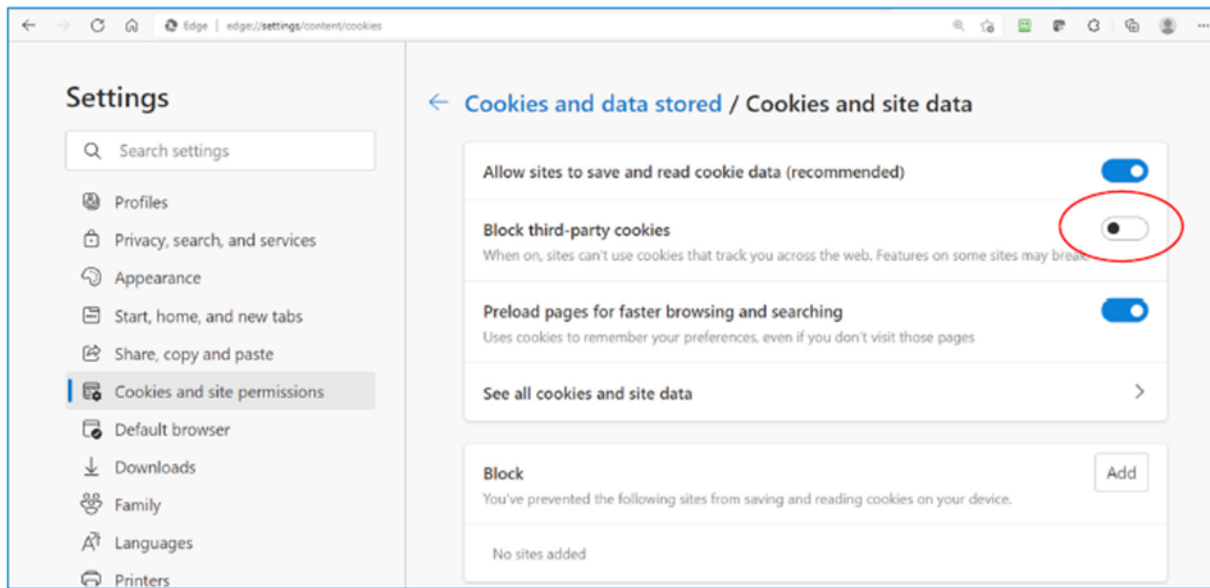 Edge | edge://settings/content/cookies
Settings
Search settings
Profiles
Privacy, search, and services
Appearance
Start, home, and new tabs
Share, copy and paste
Cookies and site permissions
Default browser
Downloads
Family
Languages
Printers
Cookies and data stored / Cookies and site data
Allow sites to save and read cookie data (recommended)
Block third-party cookies
When on, sites can't use cookies that track you across the web. Features on some sites may break.
Preload pages for faster browsing and searching
Uses cookies to remember your preferences, even if you don't visit those pages
See all cookies and site data
Block
Add
You've prevented the following sites from saving and reading cookies on your device.
No sites added